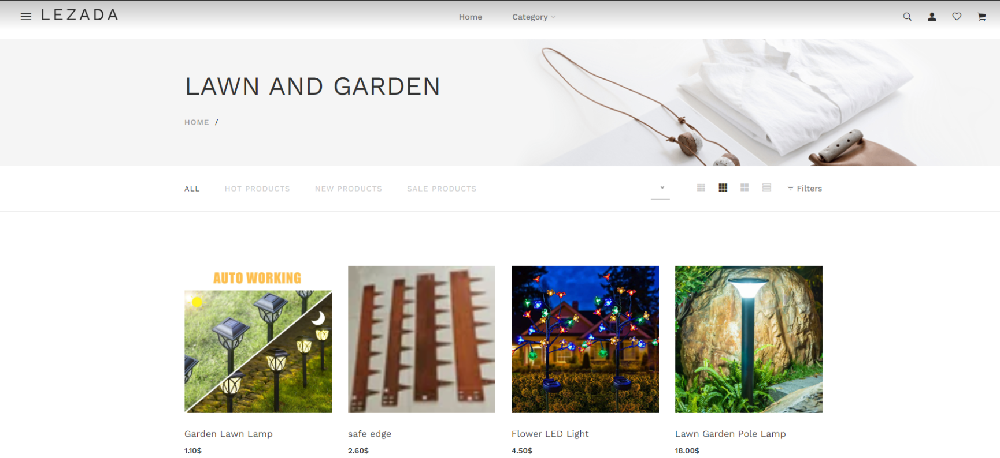 LEZADA
Home
Category
LAWN AND GARDEN
HOME /
ALL
HOT PRODUCTS
NEW PRODUCTS
SALE PRODUCTS
Filters
AUTO WORKING
Garden Lawn Lamp
1.10$
safe edge
2.60$
Flower LED Light
4.50$
Lawn Garden Pole Lamp
18.00$